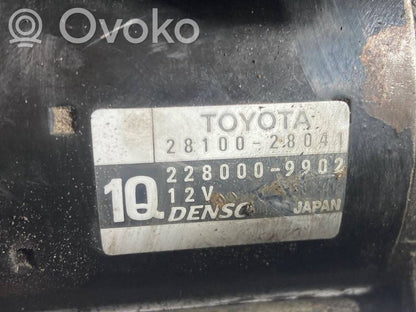 Ovoko
TOYOTA
28100-28041
228000-9902
12V
1Q DENSO JAPAN